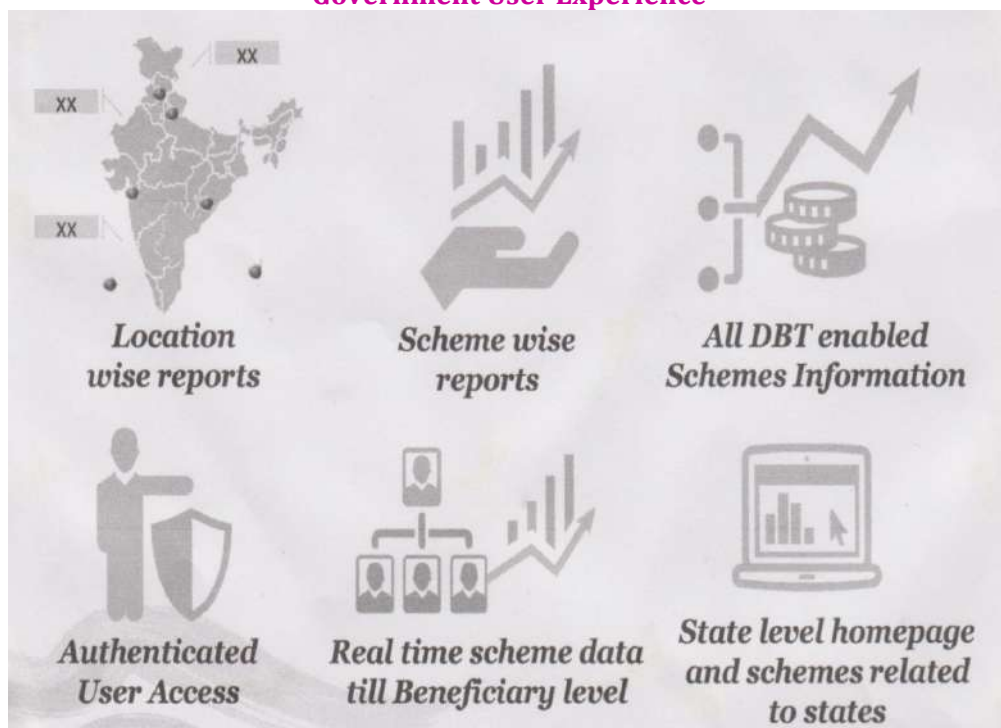 Government User Experience
XX
XX
XX
Location
wise reports
Scheme wise
reports
All DBT enabled
Schemes Information
Authenticated
User Access
Real time scheme data
till Beneficiary level
State level homepage
and schemes related
to states